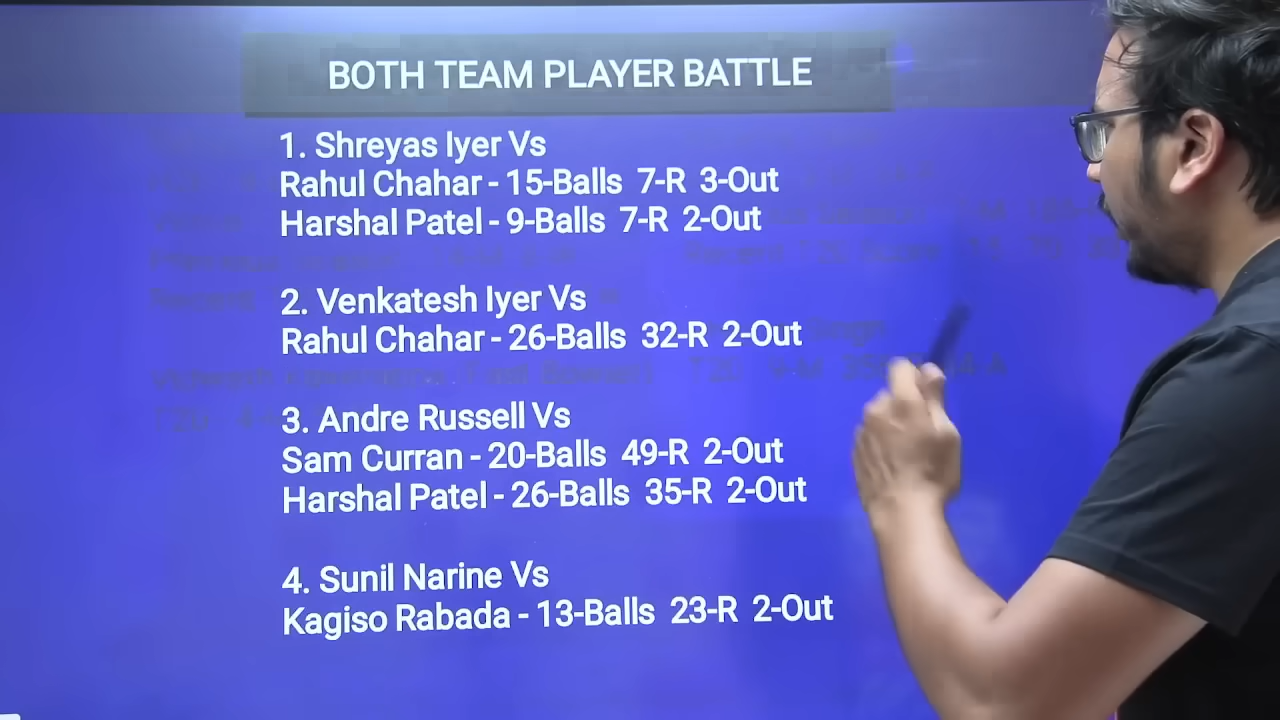 BOTH TEAM PLAYER BATTLE
1. Shreyas Iyer Vs
Rahul Chahar - 15-Balls 7-R 3-Out
Harshal Patel - 9-Balls 7-R 2-Out
2. Venkatesh Iyer Vs
Rahul Chahar - 26-Balls 32-R 2-Out
3. Andre Russell Vs
Sam Curran - 20-Balls 49-R 2-Out
Harshal Patel - 26-Balls 35-R 2-Out
4. Sunil Narine Vs
Kagiso Rabada - 13-Balls 23-R 2-Out